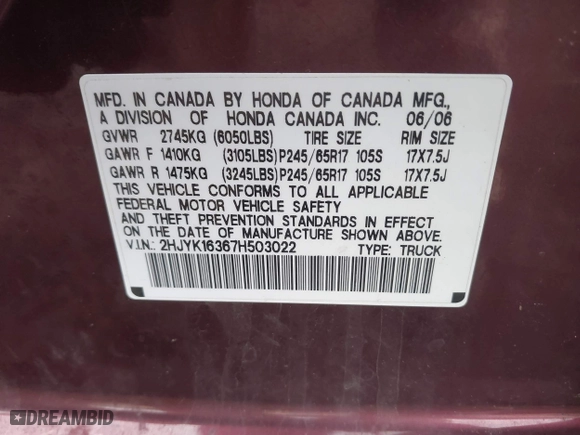 MFD. IN CANADA BY HONDA OF CANADA MFG.,
A DIVISION OF HONDA CANADA INC. 06/06
GVWR 2745KG (6050LBS) TIRE SIZE RIM SIZE
GAWR F 1410KG (3105LBS)P245/65R17 105S 17X7.5J
GAWR R 1475KG (3245LBS)P245/65R17 105S 17X7.5J
THIS VEHICLE CONFORMS TO ALL APPLICABLE
FEDERAL MOTOR VEHICLE SAFETY
AND THEFT PREVENTION STANDARDS IN EFFECT
ON THE DATE OF MANUFACTURE SHOWN ABOVE.
V.I.N.: 2HJYK16367H503022 TYPE: TRUCK
DREAMBID